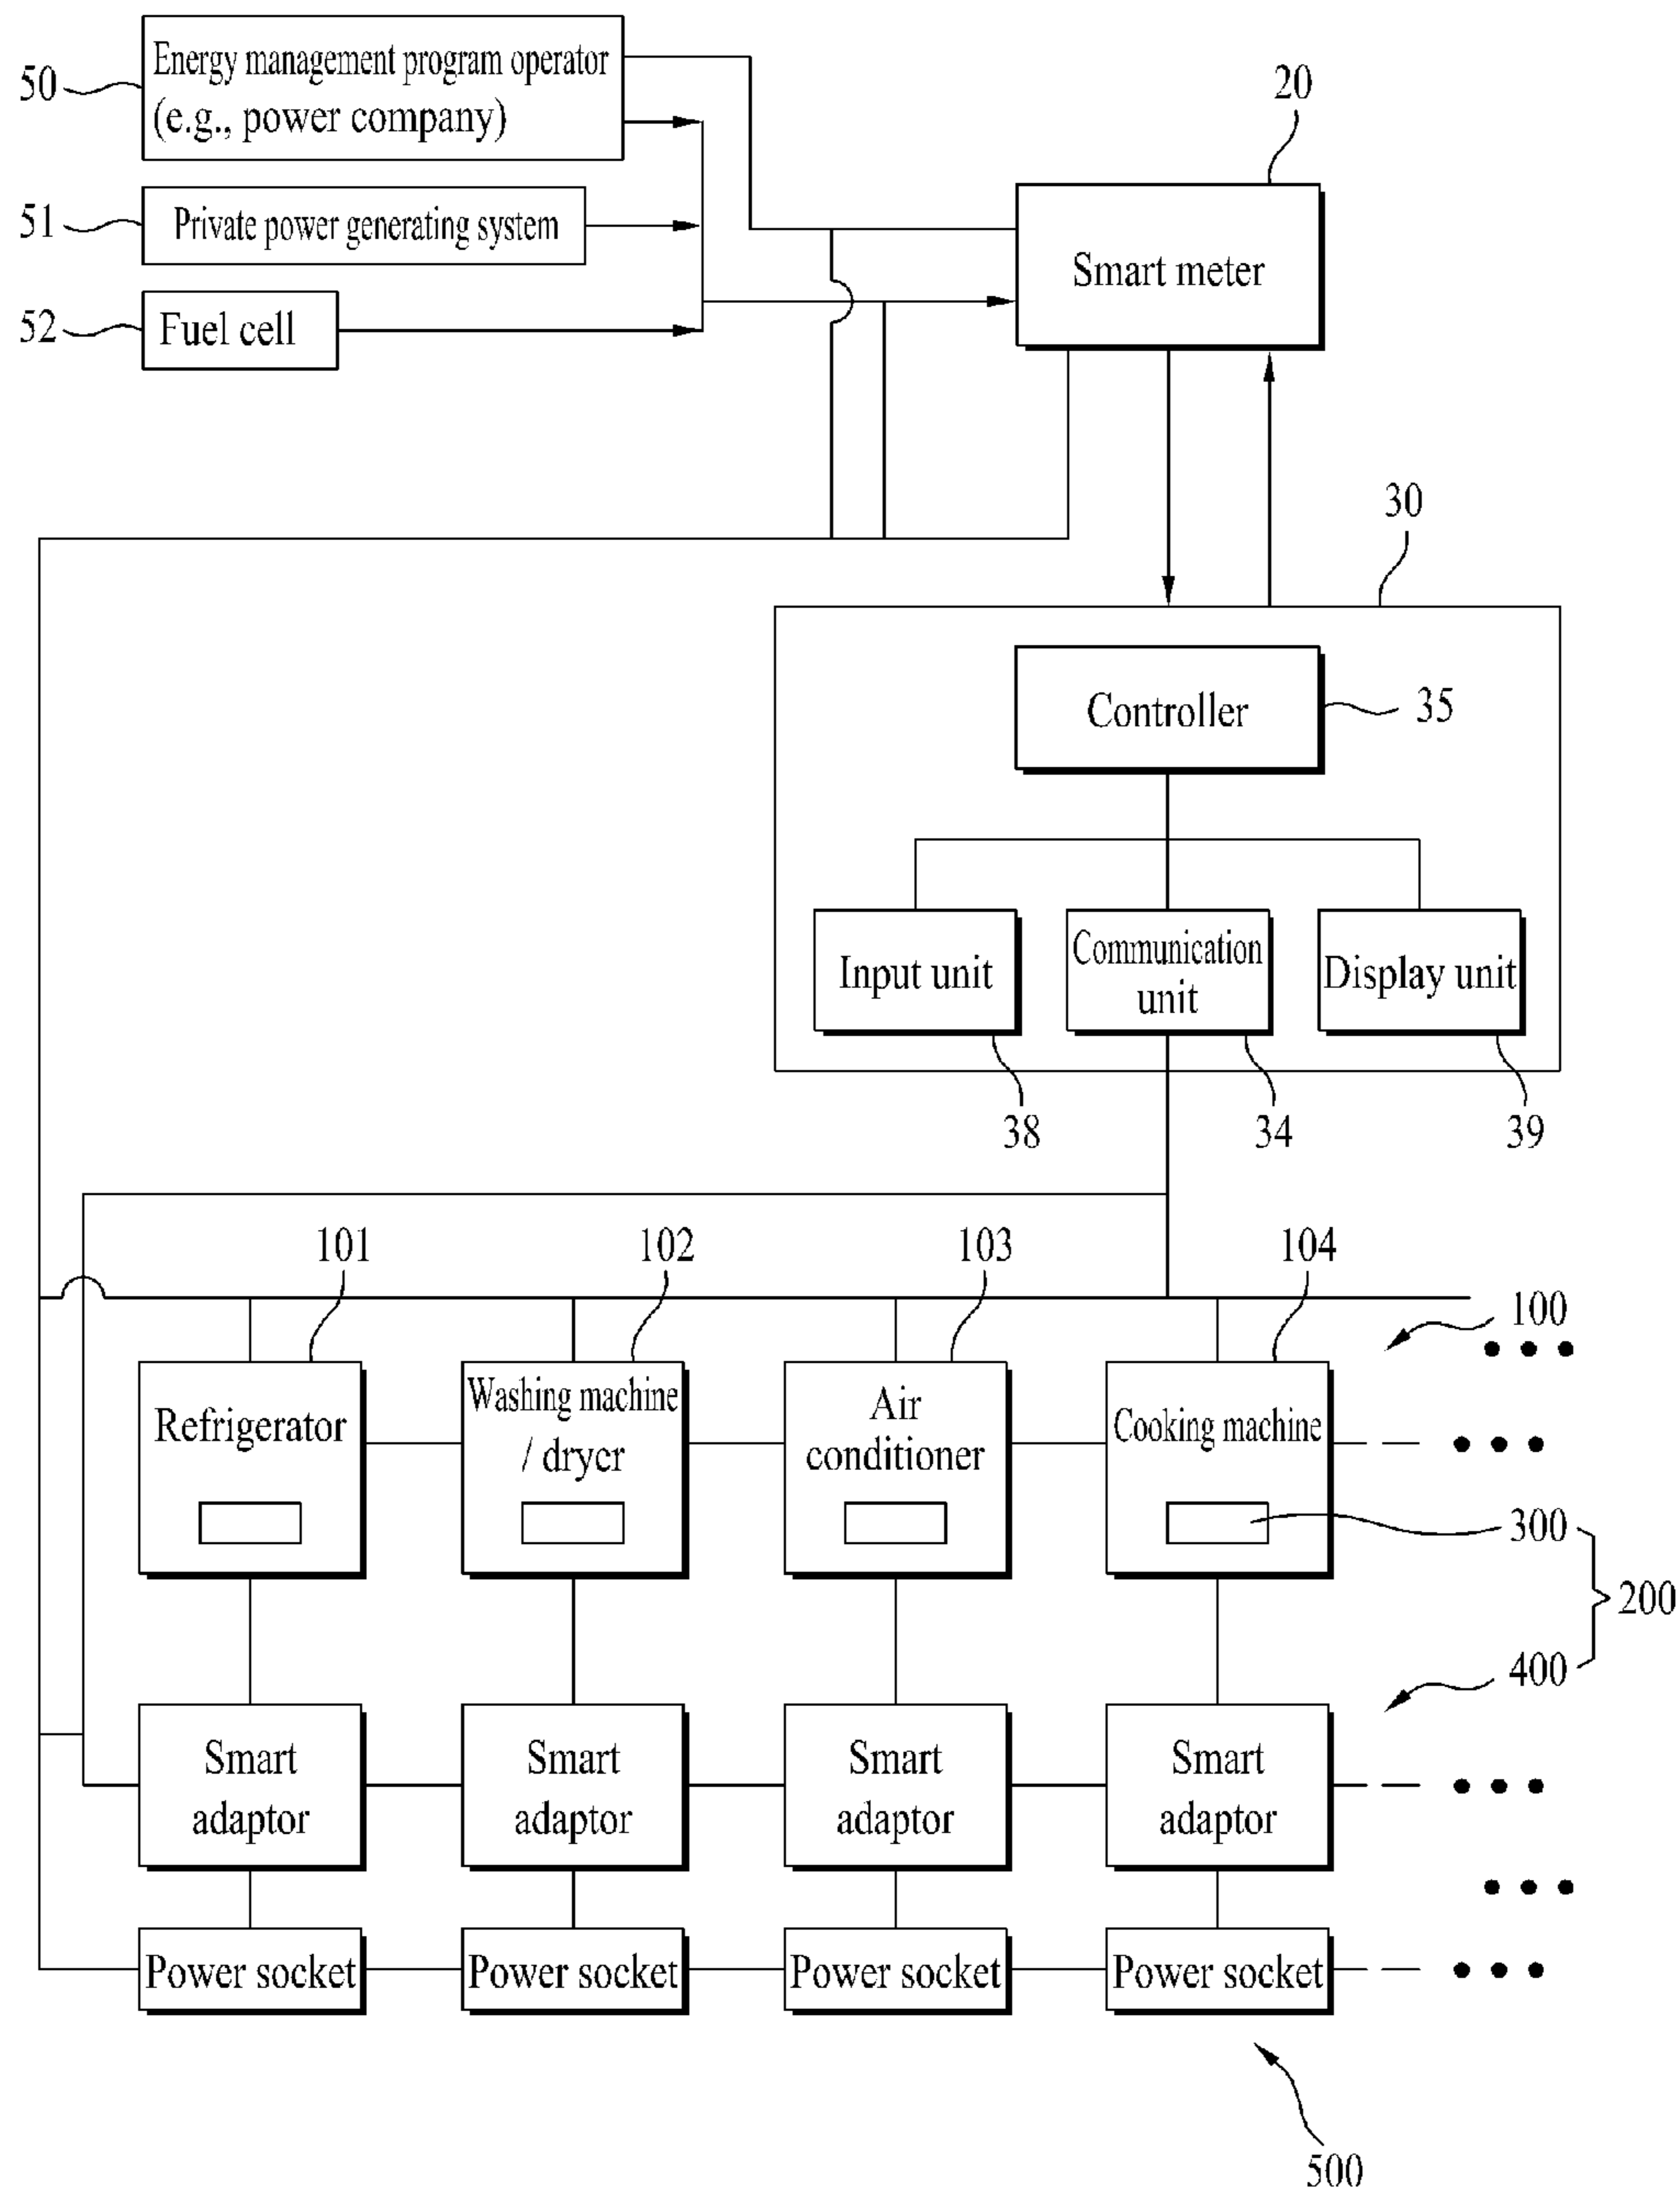 50
Energy management program operator
(e.g., power company)
20
51
Private power generating system
Smart meter
52
Fuel cell
30
Controller
35
Input unit
Communication
unit
Display unit
38
34
39
101
102
103
104
100
Refrigerator
Washing machine
/ dryer
Air
conditioner
Cooking machine
300
200
400
Smart
adaptor
Smart
adaptor
Smart
adaptor
Smart
adaptor
Power socket
Power socket
Power socket
Power socket
500